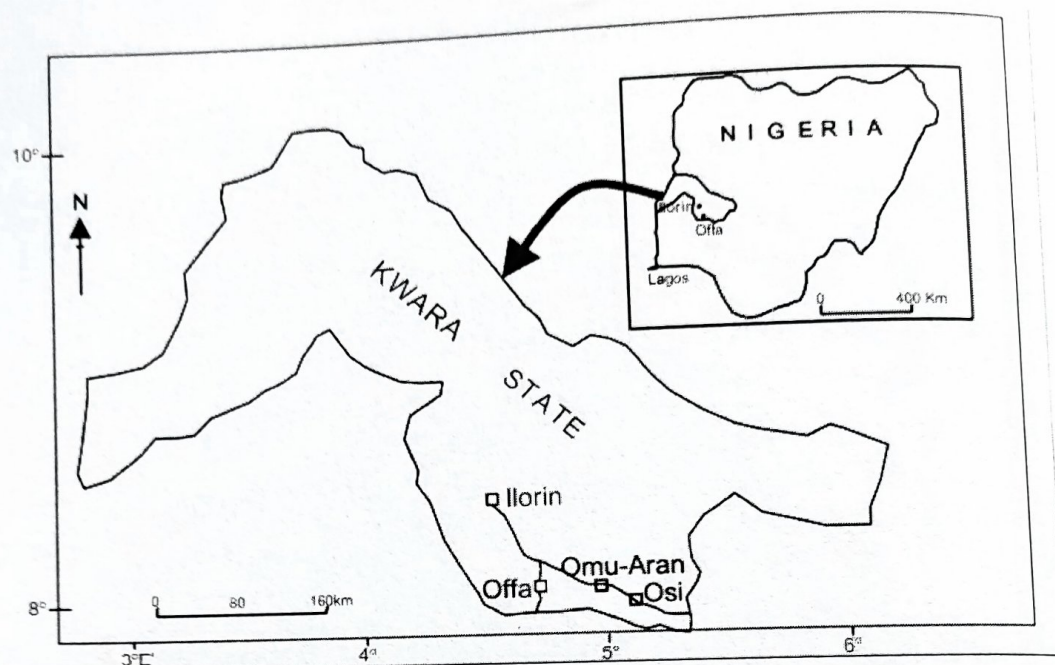 10°
N
NIGERIA
Ilorin
Offa
Lagos
0 400 Km
KWARA
STATE
Ilorin
Omu-Aran
Offa
Osi
0 80 160km
8°
3°E
4°
5°
6°